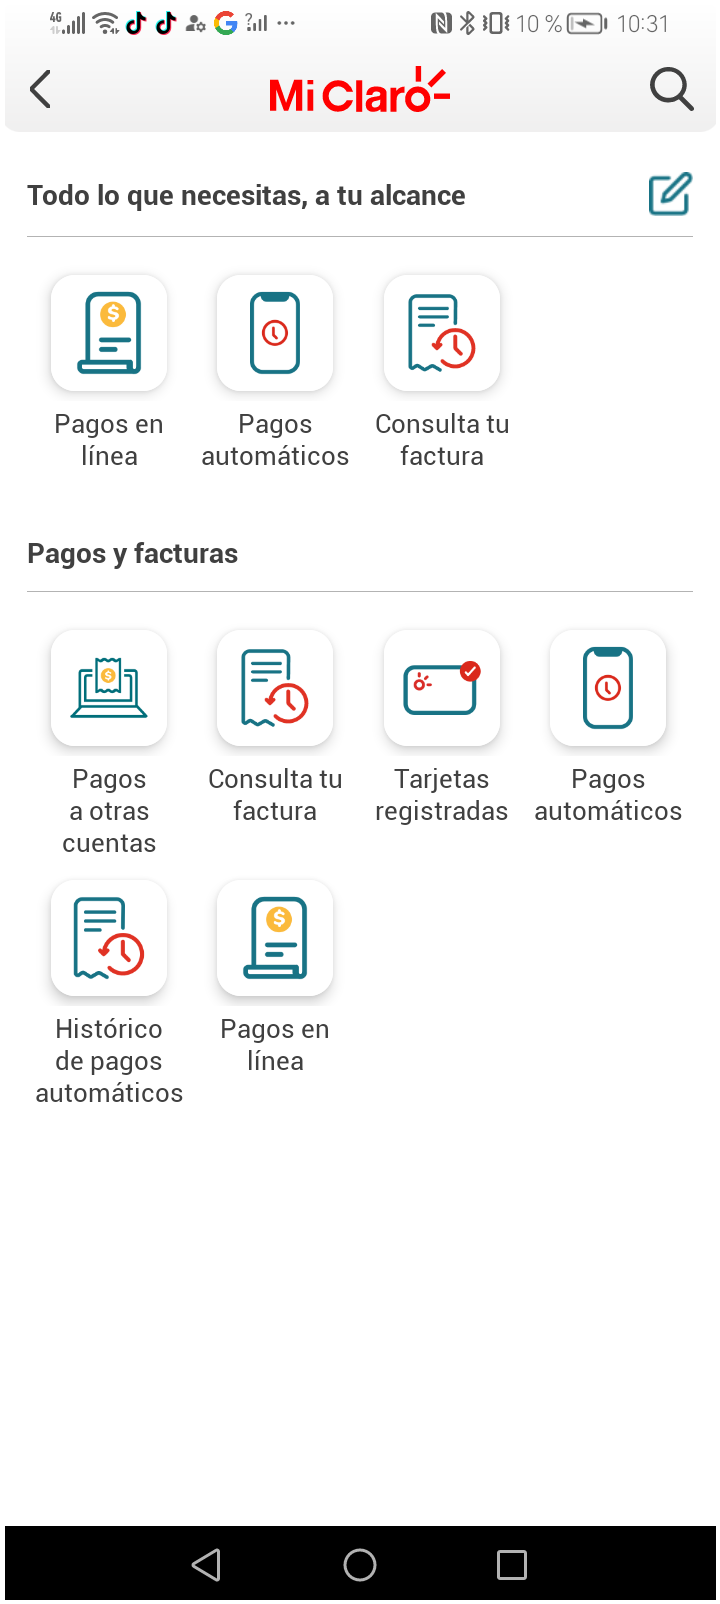 4G ? ... 10 % 10:31
Mi Claro
Todo lo que necesitas, a tu alcance
Pagos en
línea
Pagos
automáticos
Consulta tu
factura
Pagos y facturas
Pagos
a otras
cuentas
Consulta tu
factura
Tarjetas
registradas
Pagos
automáticos
Histórico
de pagos
automáticos
Pagos en
línea